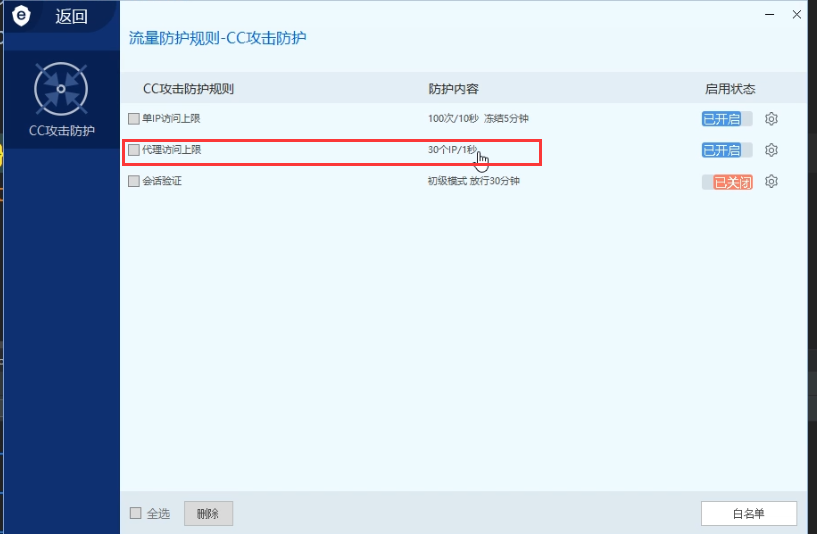 返回
流量防护规则-CC攻击防护
CC攻击防护
CC攻击防护规则 防护内容 启用状态
单IP访问上限 100次/10秒 冻结5分钟 已开启
代理访问上限 30个IP/1秒 已开启
会话验证 初级模式 放行30分钟 已关闭
全选 删除 白名单